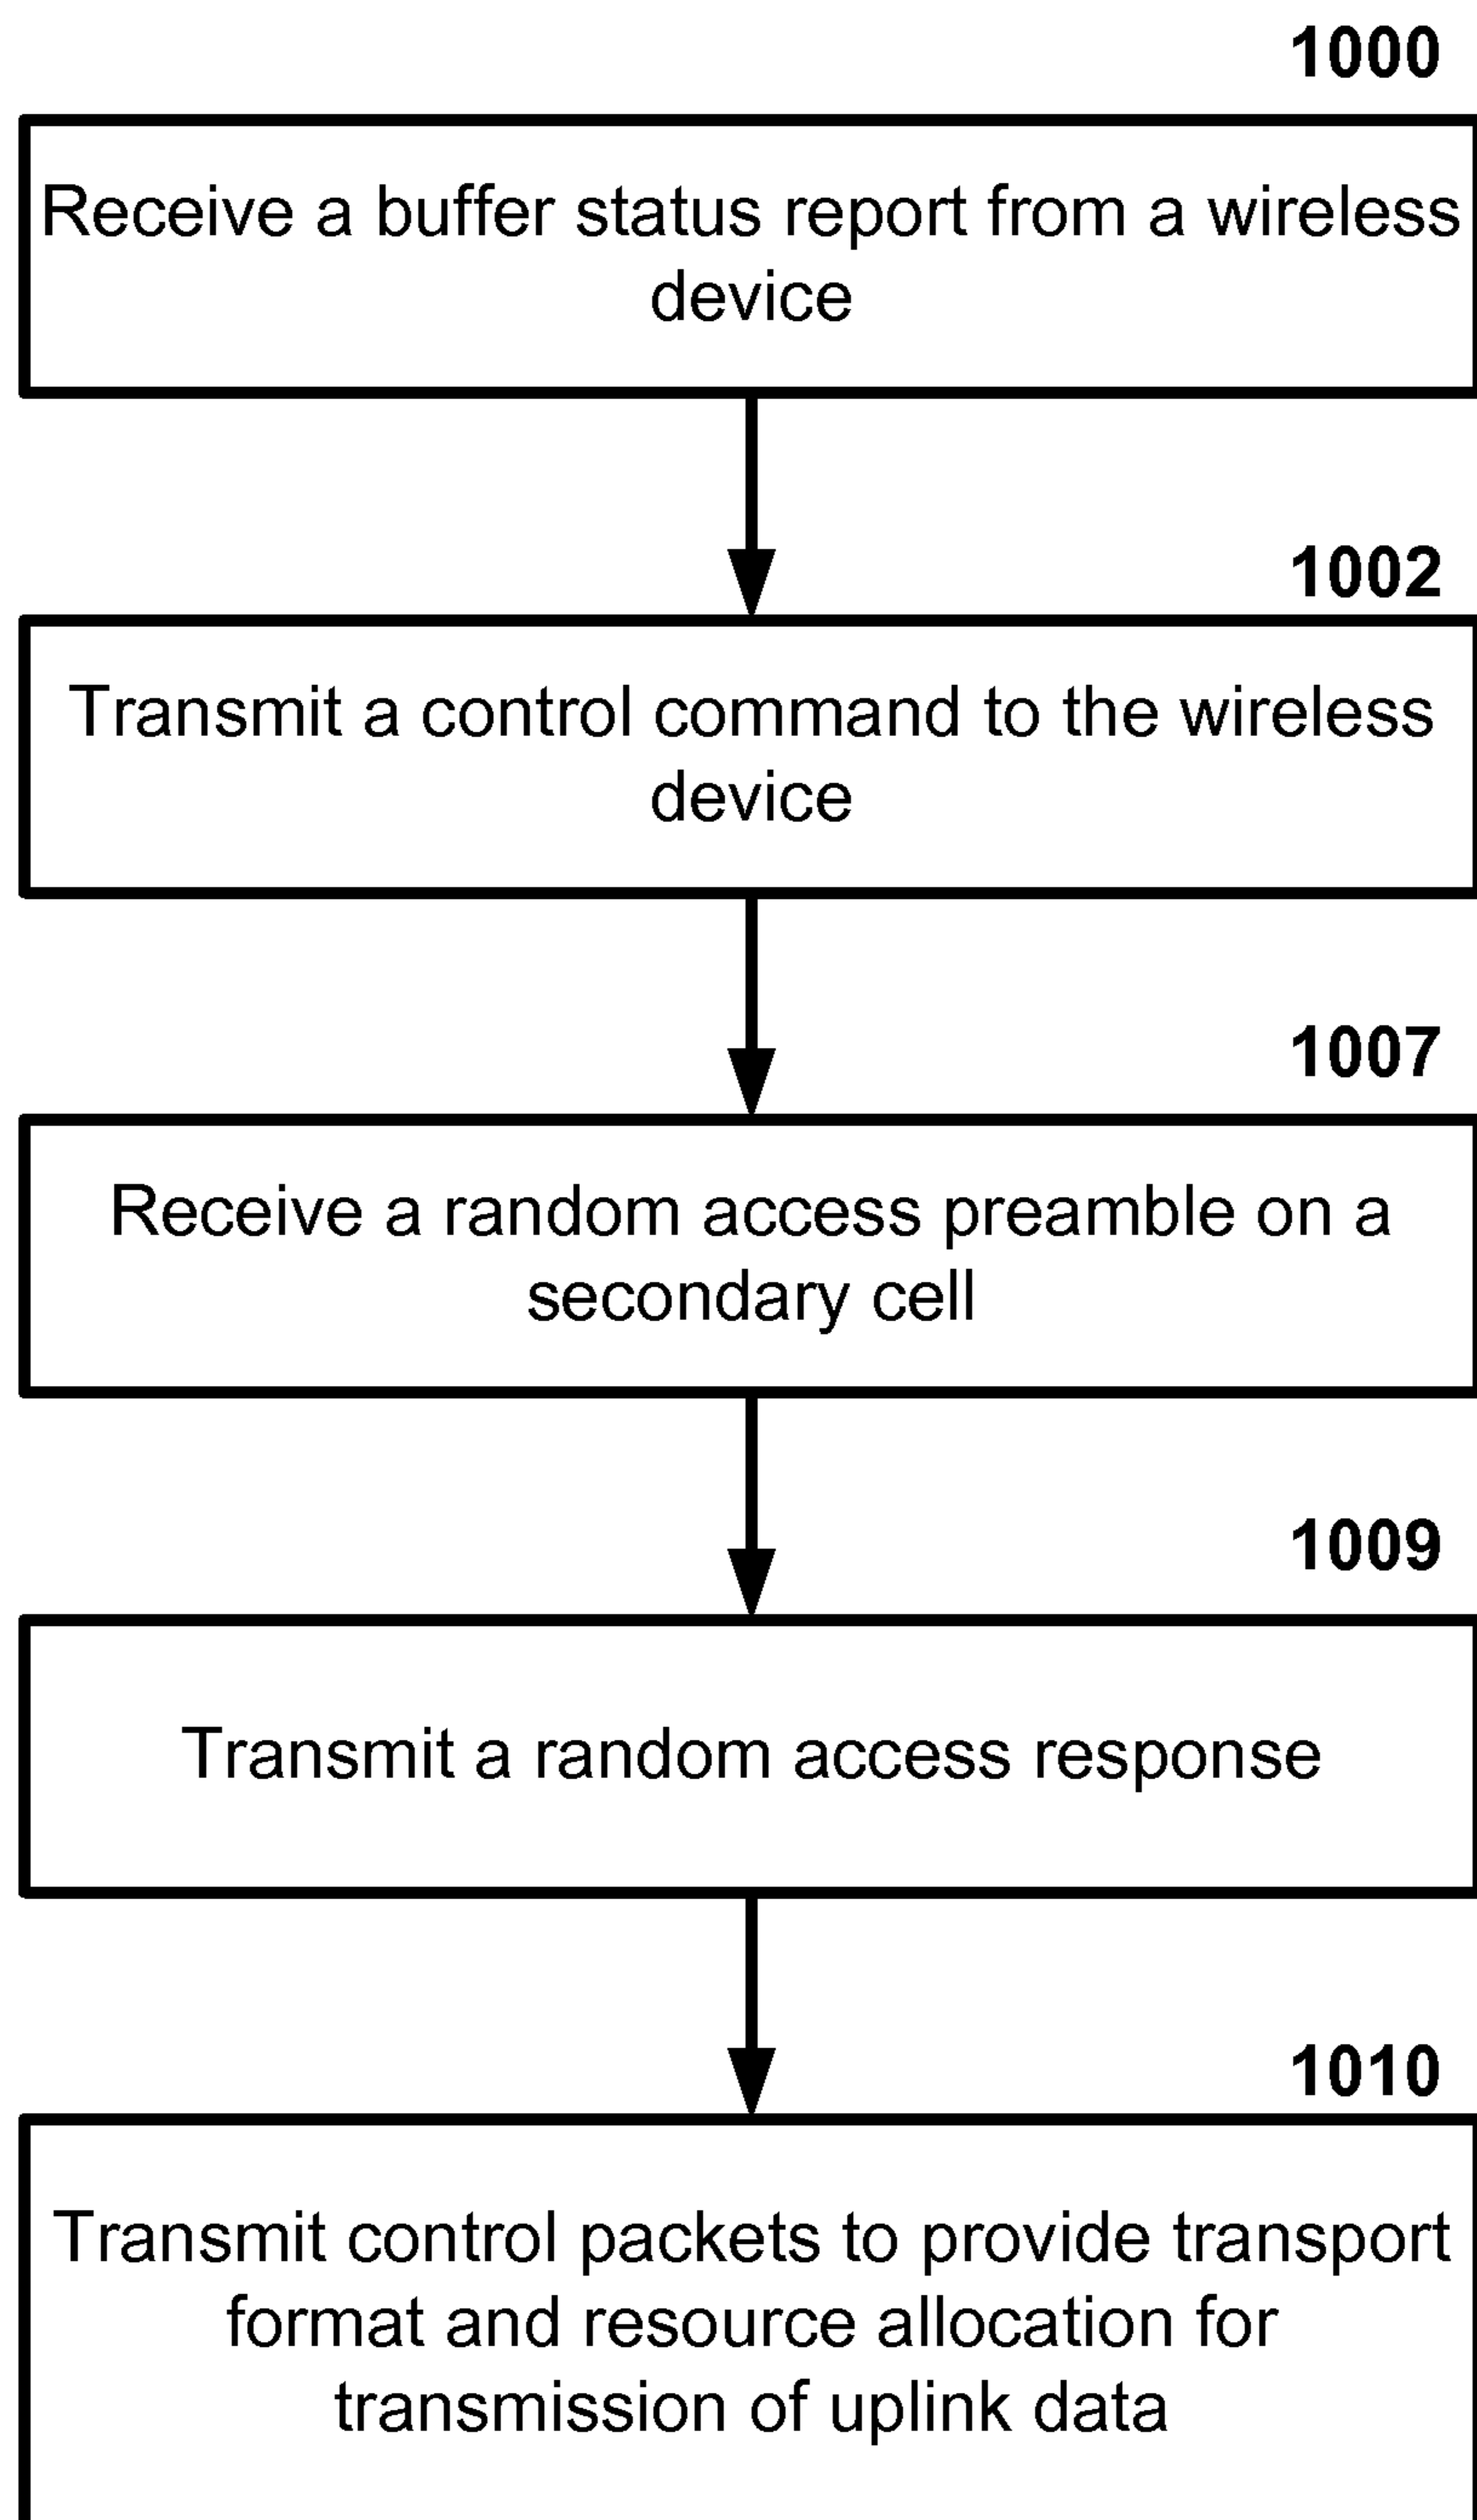 1000
Receive a buffer status report from a wireless
device
1002
Transmit a control command to the wireless
device
1007
Receive a random access preamble on a
secondary cell
1009
Transmit a random access response
1010
Transmit control packets to provide transport
format and resource allocation for
transmission of uplink data